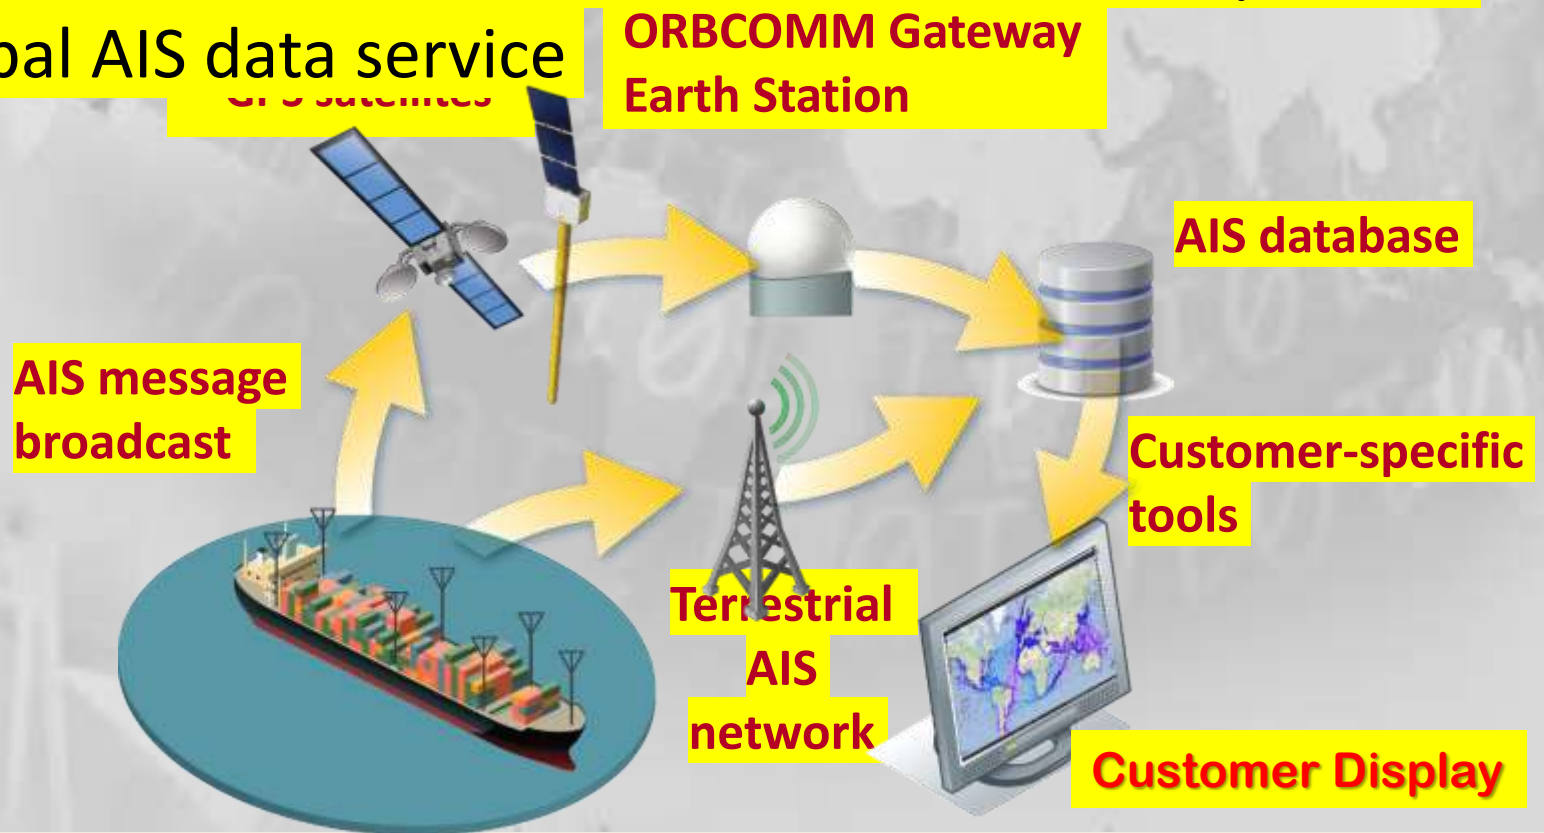 AIS data service
ORBCOMM Gateway
Earth Station
satellites
AIS database
AIS message
broadcast
Customer-specific
tools
Terrestrial
AIS
network
Customer Display